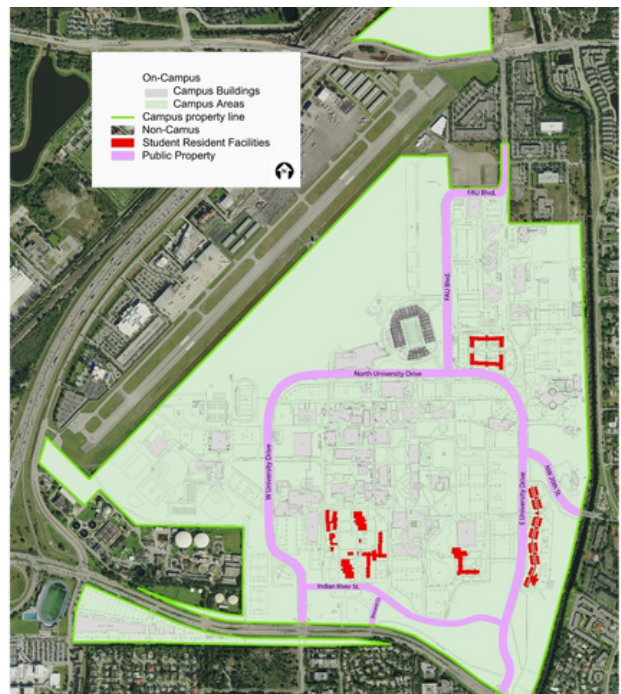 On-Campus
Campus Buildings
Campus Areas
Campus property line
Non-Camus
Student Resident Facilities
Public Property
FAU Blvd.
FAU Blvd.
North University Drive
W University Drive
E University Drive
NW 20th St.
Indian River St.